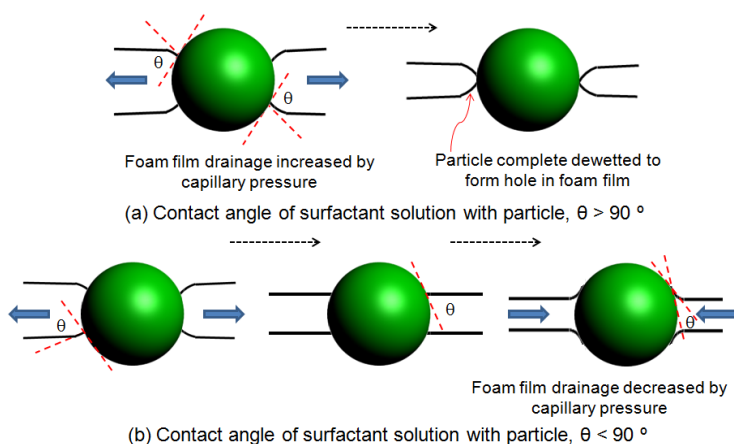 θ
θ
Foam film drainage increased by
capillary pressure
Particle complete dewetted to
form hole in foam film
(a) Contact angle of surfactant solution with particle, θ > 90 º
θ
θ
θ
Foam film drainage decreased by
capillary pressure
(b) Contact angle of surfactant solution with particle, θ < 90 º